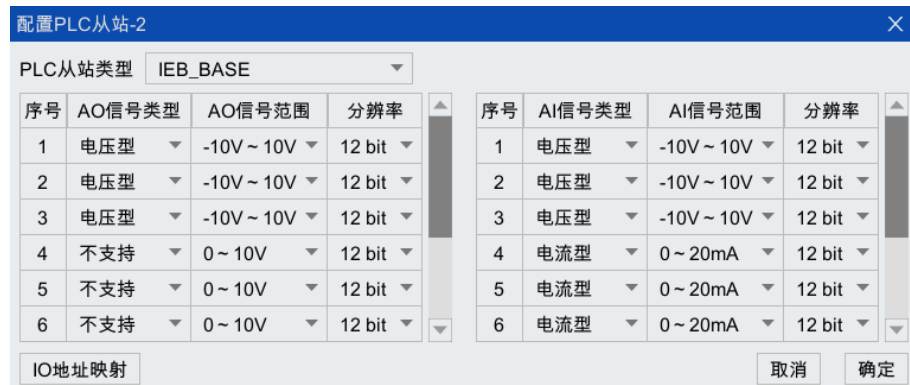 配置PLC从站-2
PLC从站类型 IEB_BASE
序号 AO信号类型 AO信号范围 分辨率 序号 AI信号类型 AI信号范围 分辨率
1 电压型 -10V ~ 10V 12 bit 1 电压型 -10V ~ 10V 12 bit
2 电压型 -10V ~ 10V 12 bit 2 电压型 -10V ~ 10V 12 bit
3 电压型 -10V ~ 10V 12 bit 3 电压型 -10V ~ 10V 12 bit
4 不支持 0 ~ 10V 12 bit 4 电流型 0 ~ 20mA 12 bit
5 不支持 0 ~ 10V 12 bit 5 电流型 0 ~ 20mA 12 bit
6 不支持 0 ~ 10V 12 bit 6 电流型 0 ~ 20mA 12 bit
IO地址映射 取消 确定